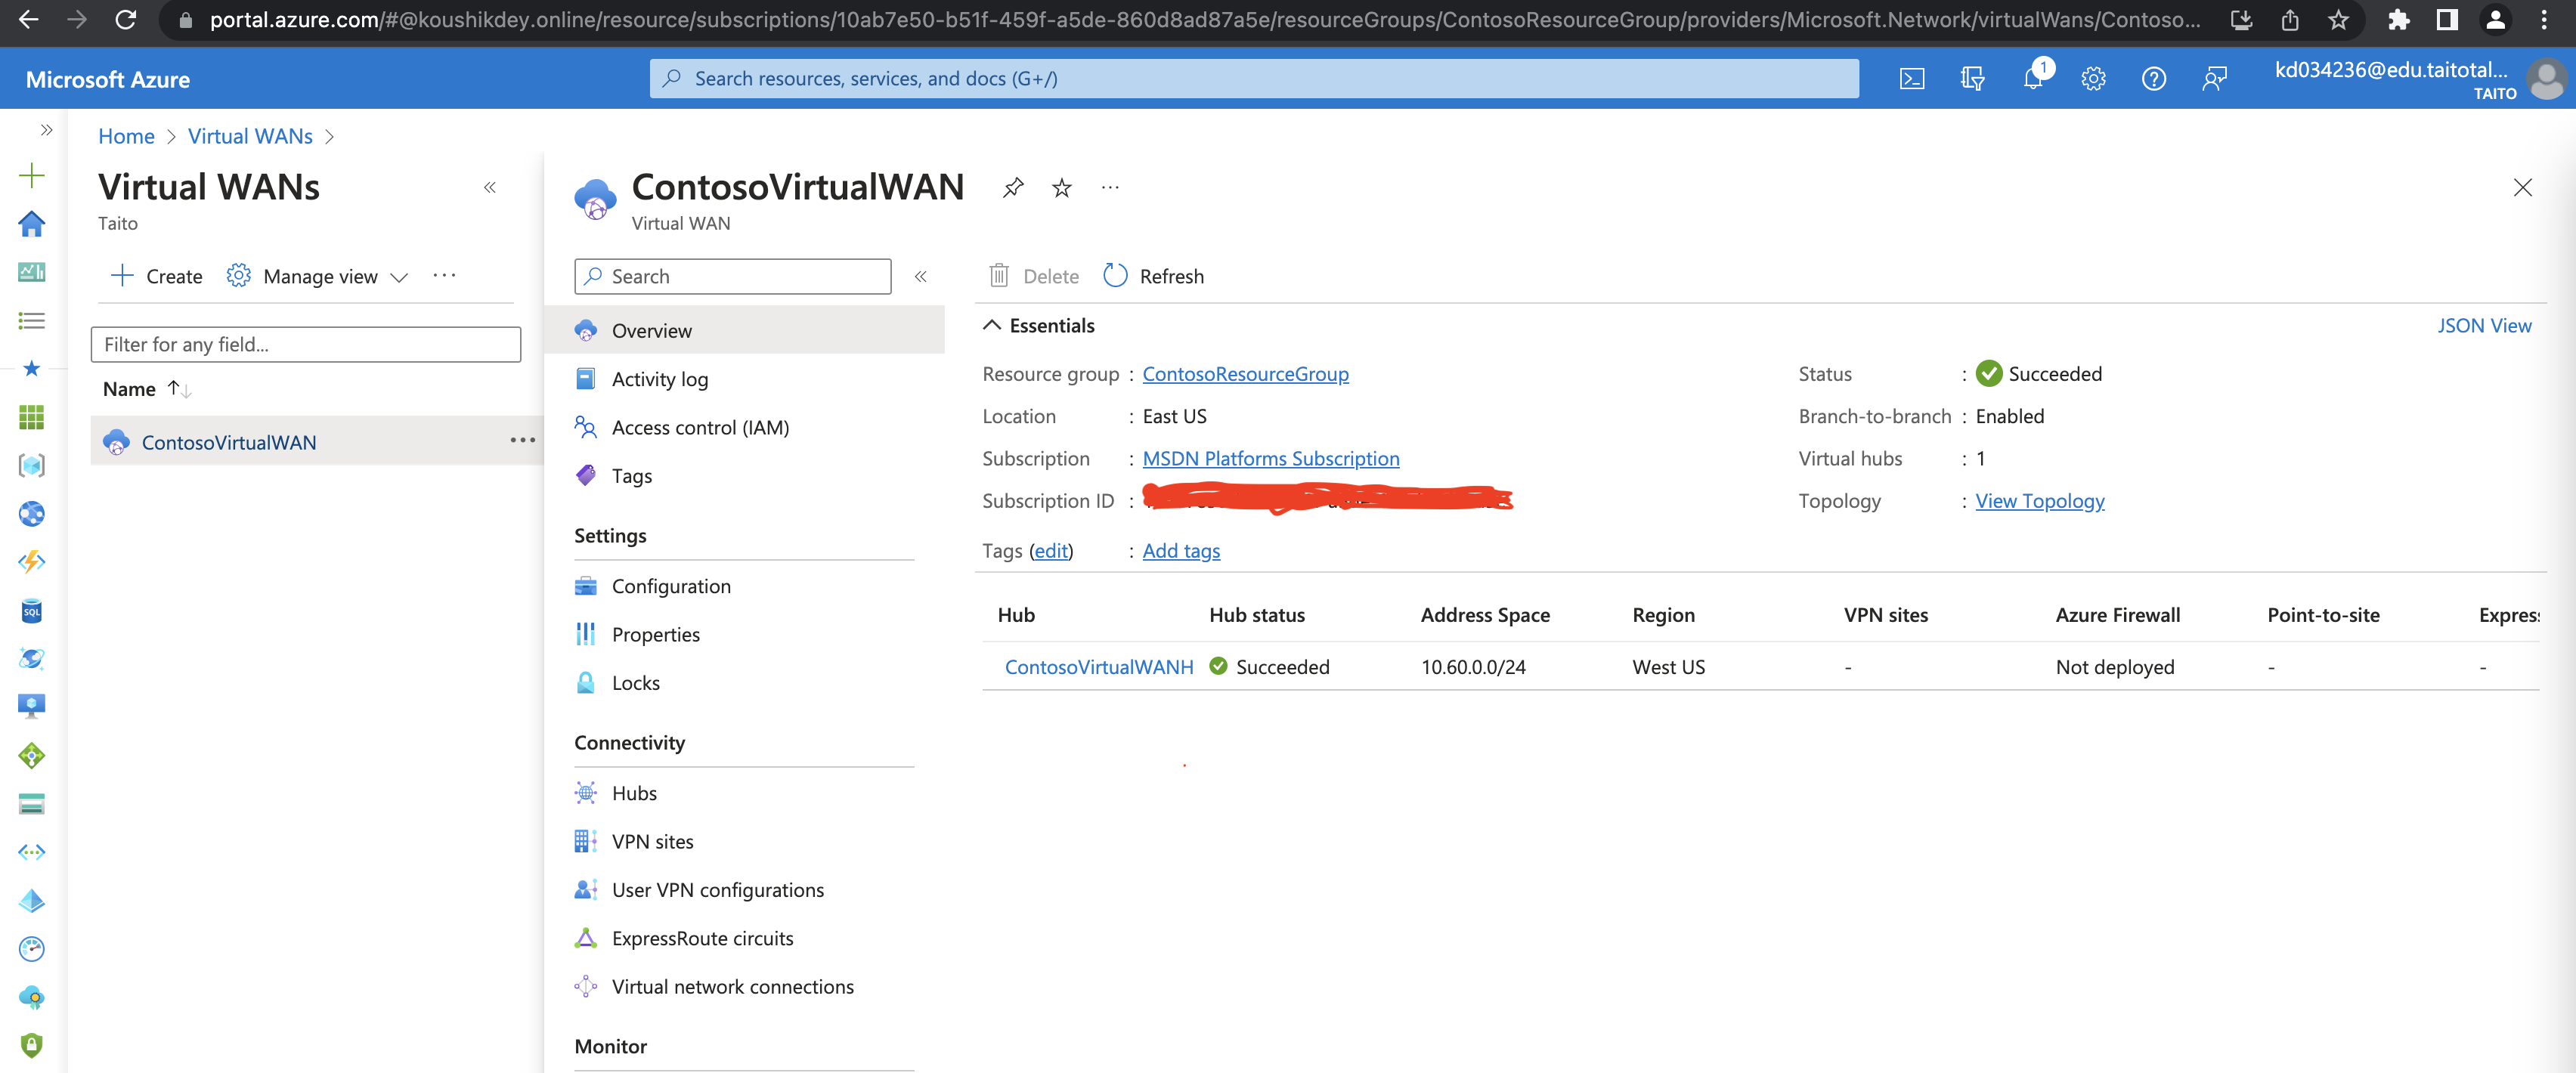 portal.azure.com/#@koushikdey.online/resource/subscriptions/10ab7e50-b51f-459f-a5de-860d8ad87a5e/resourceGroups/ContosoResourceGroup/providers/Microsoft.Network/virtualWans/Contoso...
Microsoft Azure
Search resources, services, and docs (G+/)
1
kd034236@edu.taitotal...
TAITO
Home > Virtual WANs >
Virtual WANs
Taito
Create Manage view ...
Filter for any field...
Name
ContosoVirtualWAN
ContosoVirtualWAN
Virtual WAN
Search
Overview
Activity log
Access control (IAM)
Tags
Settings
Configuration
Properties
Locks
Connectivity
Hubs
VPN sites
User VPN configurations
ExpressRoute circuits
Virtual network connections
Monitor
Delete Refresh
Essentials
JSON View
Resource group : ContosoResourceGroup
Location : East US
Subscription : MSDN Platforms Subscription
Subscription ID :
Tags (edit) : Add tags
Status : Succeeded
Branch-to-branch : Enabled
Virtual hubs : 1
Topology : View Topology
Hub Hub status Address Space Region VPN sites Azure Firewall Point-to-site Express
ContosoVirtualWANH Succeeded 10.60.0.0/24 West US - Not deployed - -
SQL